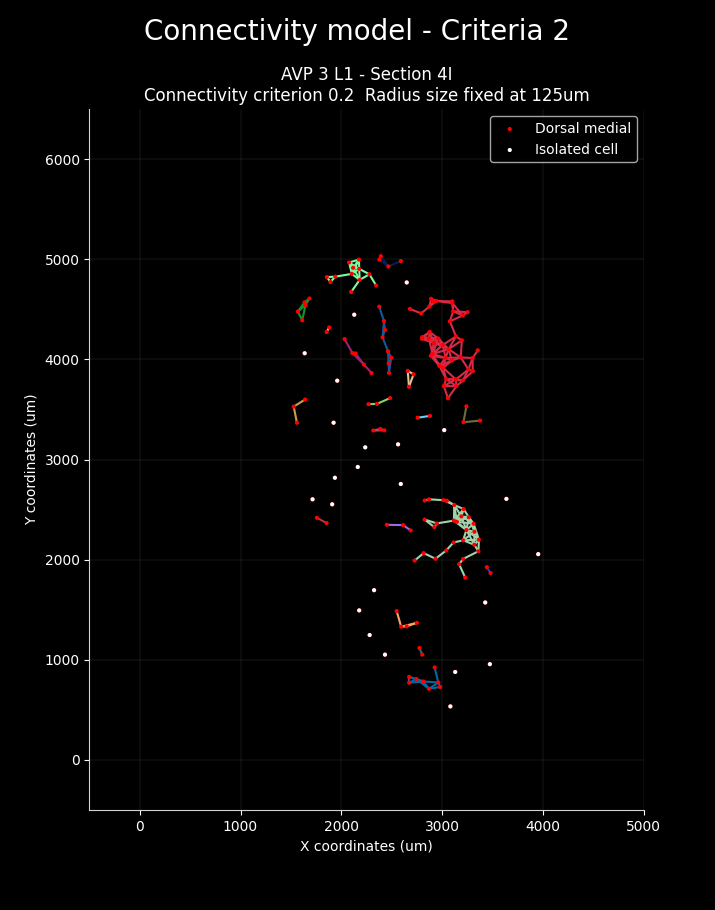 Connectivity model - Criteria 2
AVP 3 L1 - Section 4I
Connectivity criterion 0.2  Radius size fixed at 125um
Dorsal medial
Isolated cell
6000
5000
4000
3000
2000
1000
0
Y coordinates (um)
0
1000
2000
3000
4000
5000
X coordinates (um)